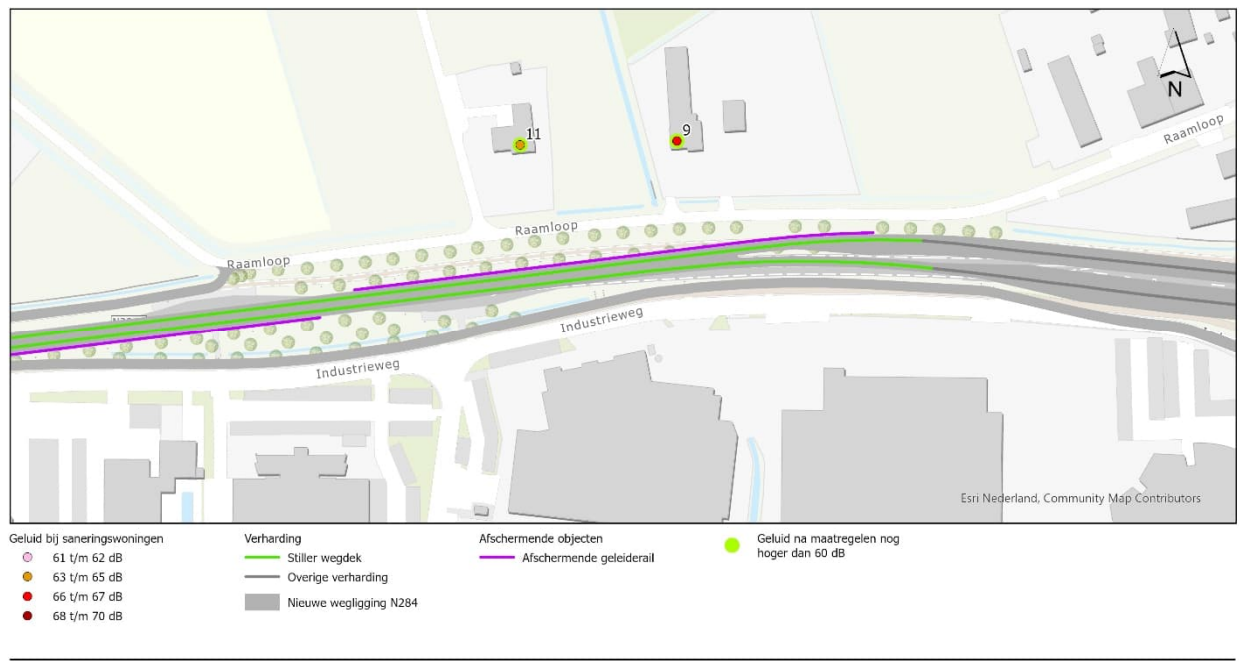 11
9
N
Raamloop
Raamloop
Raamloop
Industrieweg
Industrieweg
Esri Nederland, Community Map Contributors
Geluid bij saneringswoningen
61 t/m 62 dB
63 t/m 65 dB
66 t/m 67 dB
68 t/m 70 dB
Verharding
Stiller wegdek
Overige verharding
Nieuwe wegligging N284
Afschermende objecten
Afschermende geleiderail
Geluid na maatregelen nog
hoger dan 60 dB